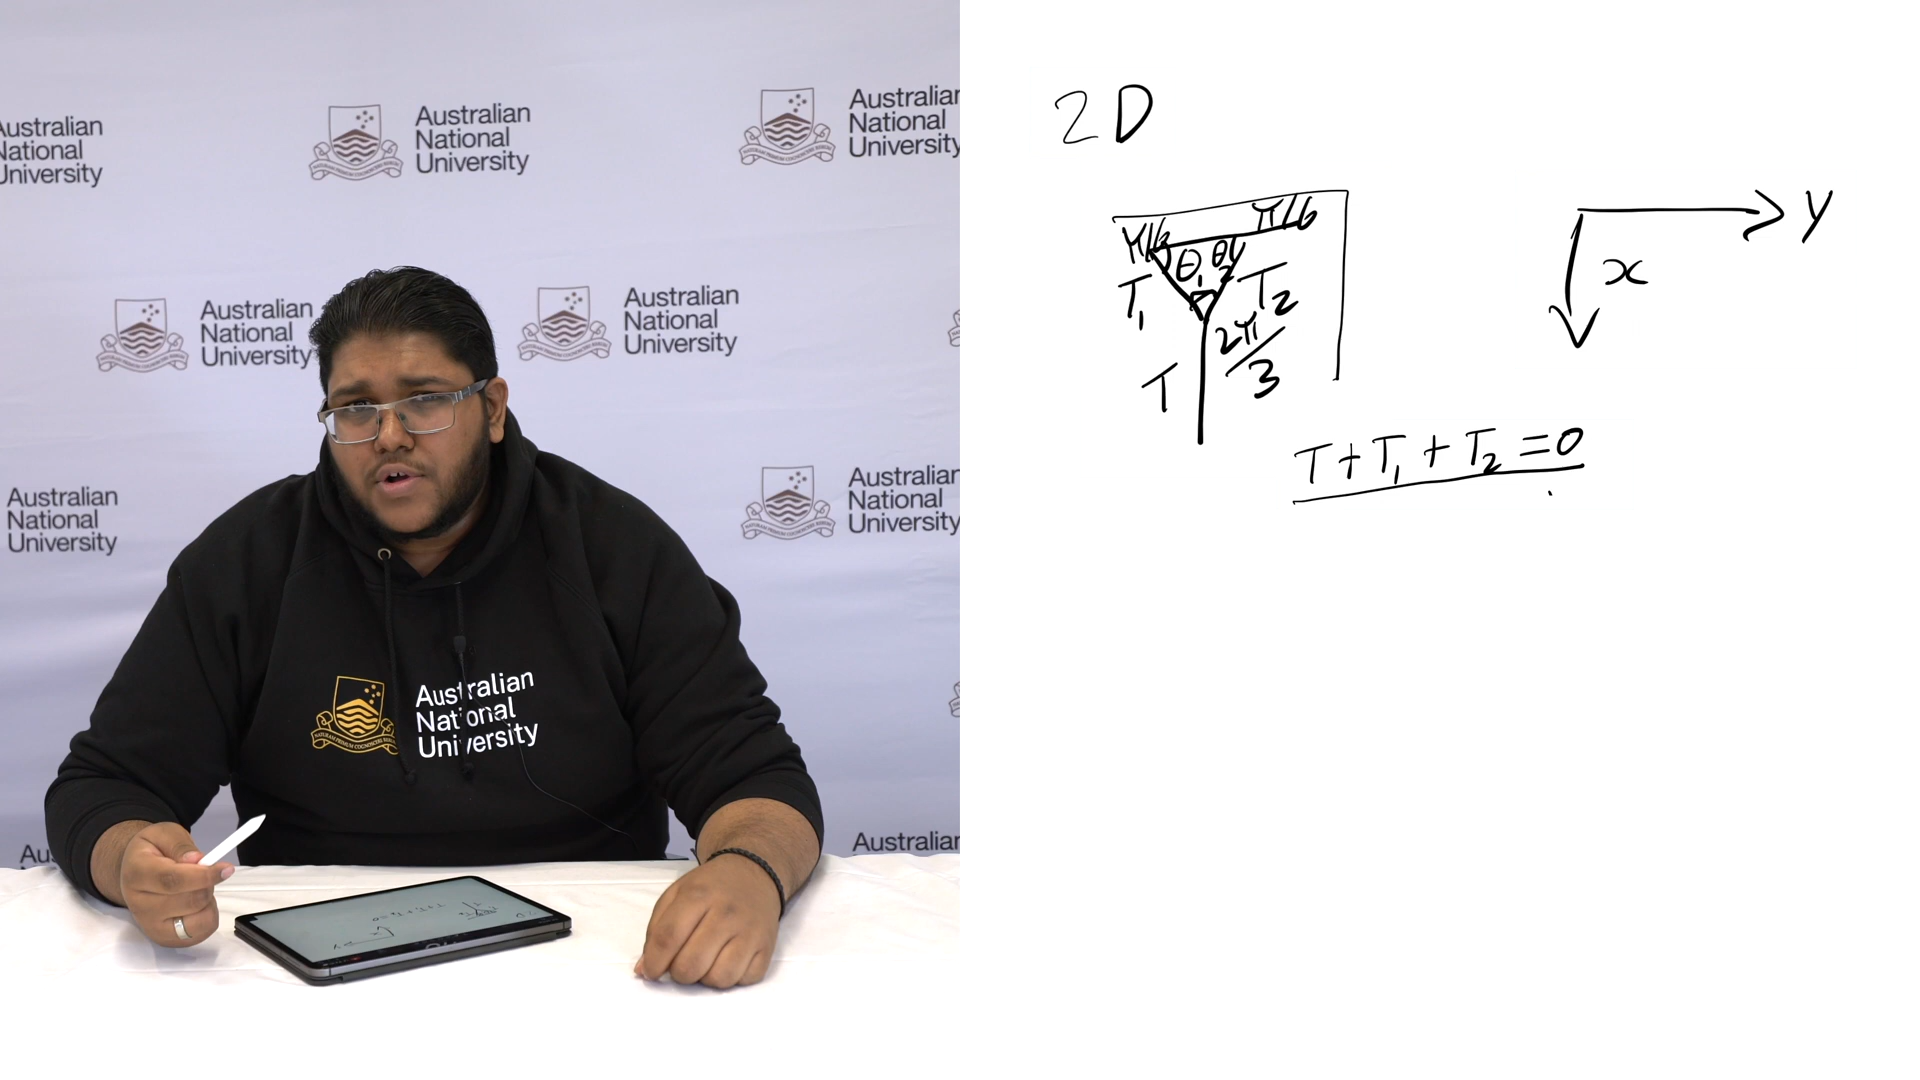 Australian
National
University
Australian
National
University
Australian
National
University
Australian
National
University
Australian
National
University
Australian
National
University
Australian
National
University
Australian
National
University
Australian
2D
π/6
π/6
θ1 θ2
T1
T2
2π/3
T
y
x
T+T1+T2=0